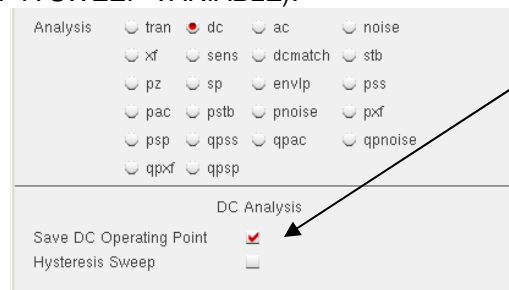 Analysis tran dc ac noise
xf sens dcmatch stb
pz sp envlp pss
pac pstb pnoise pxf
psp qpss qpac qpnoise
qpxf qpsp
DC Analysis
Save DC Operating Point
Hysteresis Sweep